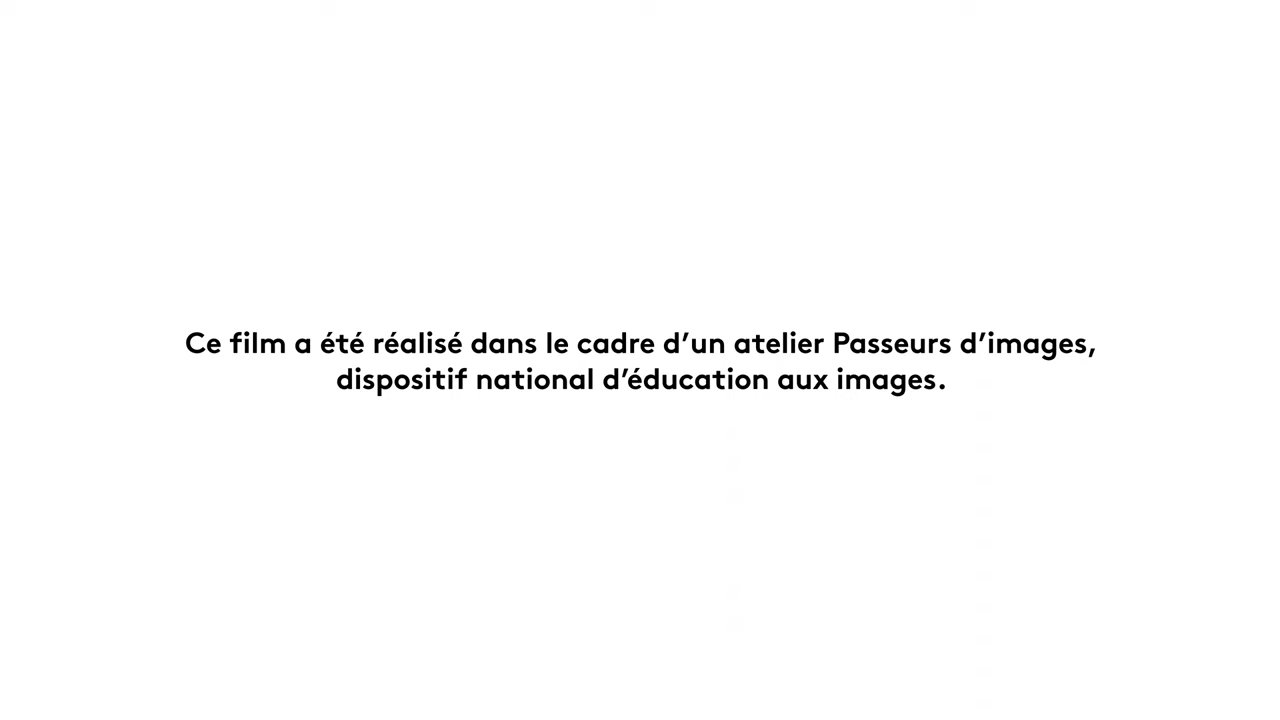 Ce film a été réalisé dans le cadre d’un atelier Passeurs d’images,
dispositif national d’éducation aux images.